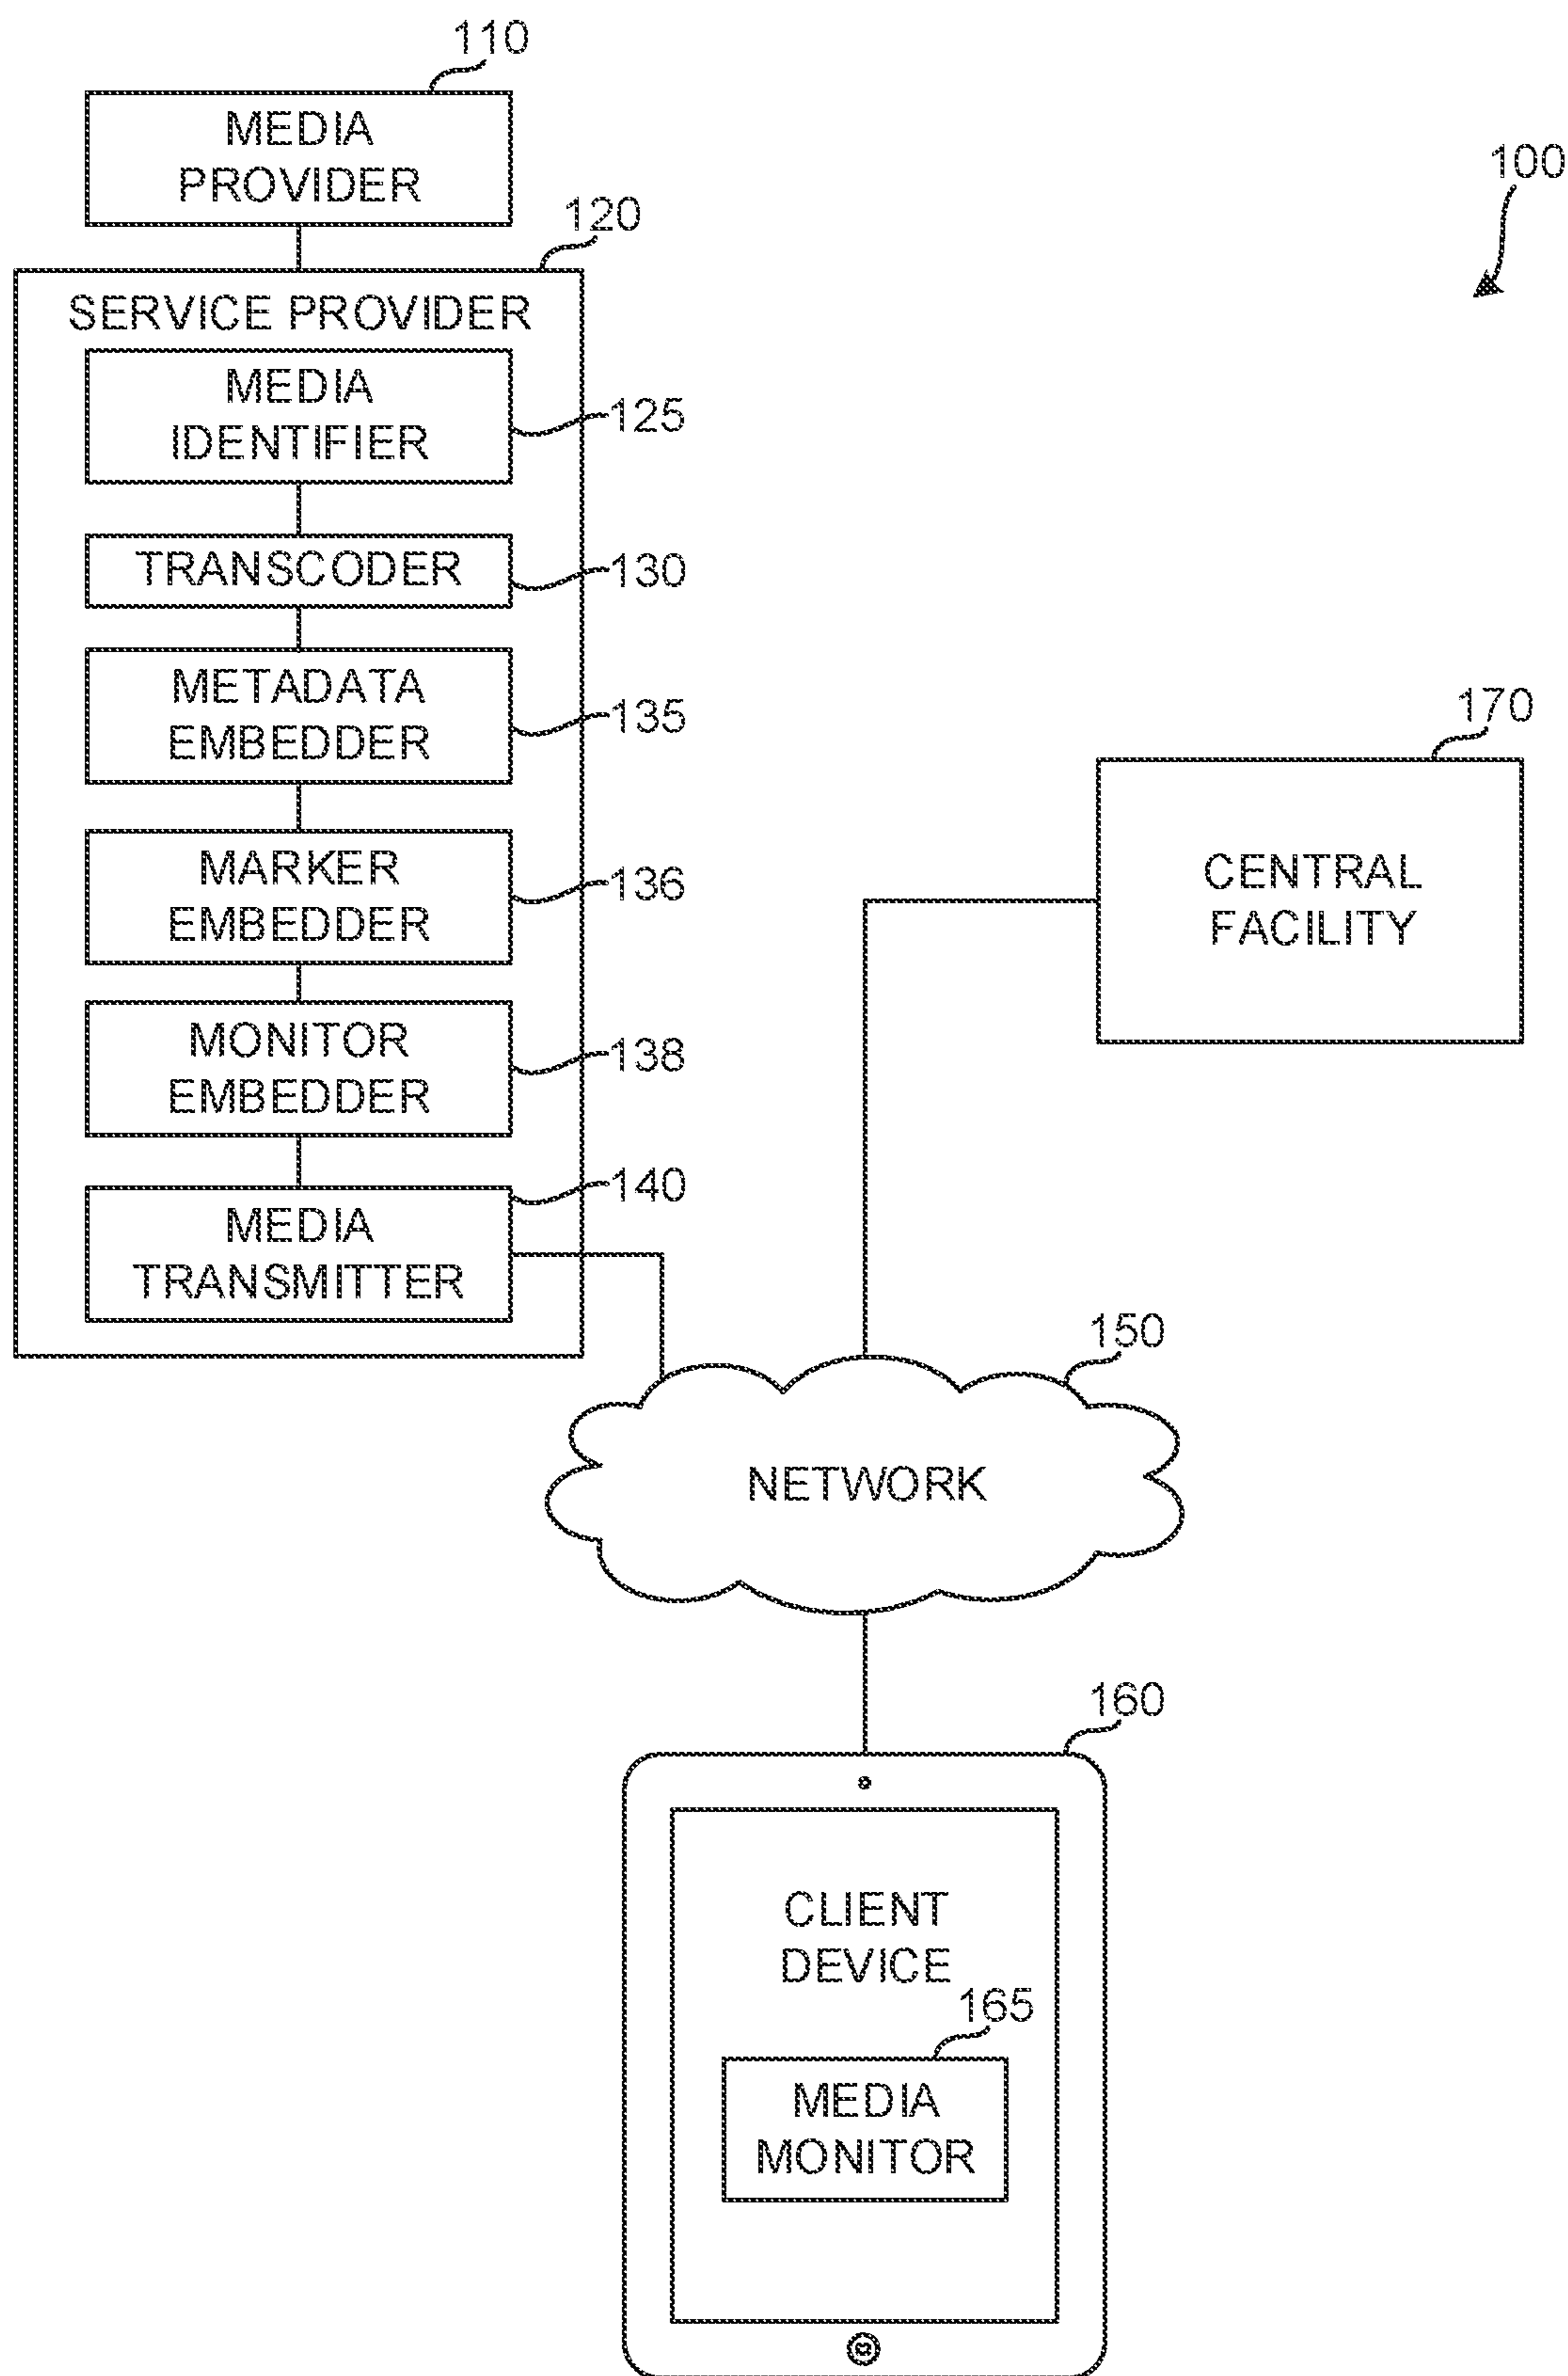 110
MEDIA
PROVIDER
100
120
SERVICE PROVIDER
MEDIA
IDENTIFIER
125
TRANSCODER
130
METADATA
EMBEDDER
135
170
MARKER
EMBEDDER
136
CENTRAL
FACILITY
MONITOR
EMBEDDER
138
140
MEDIA
TRANSMITTER
150
NETWORK
160
CLIENT
DEVICE
165
MEDIA
MONITOR